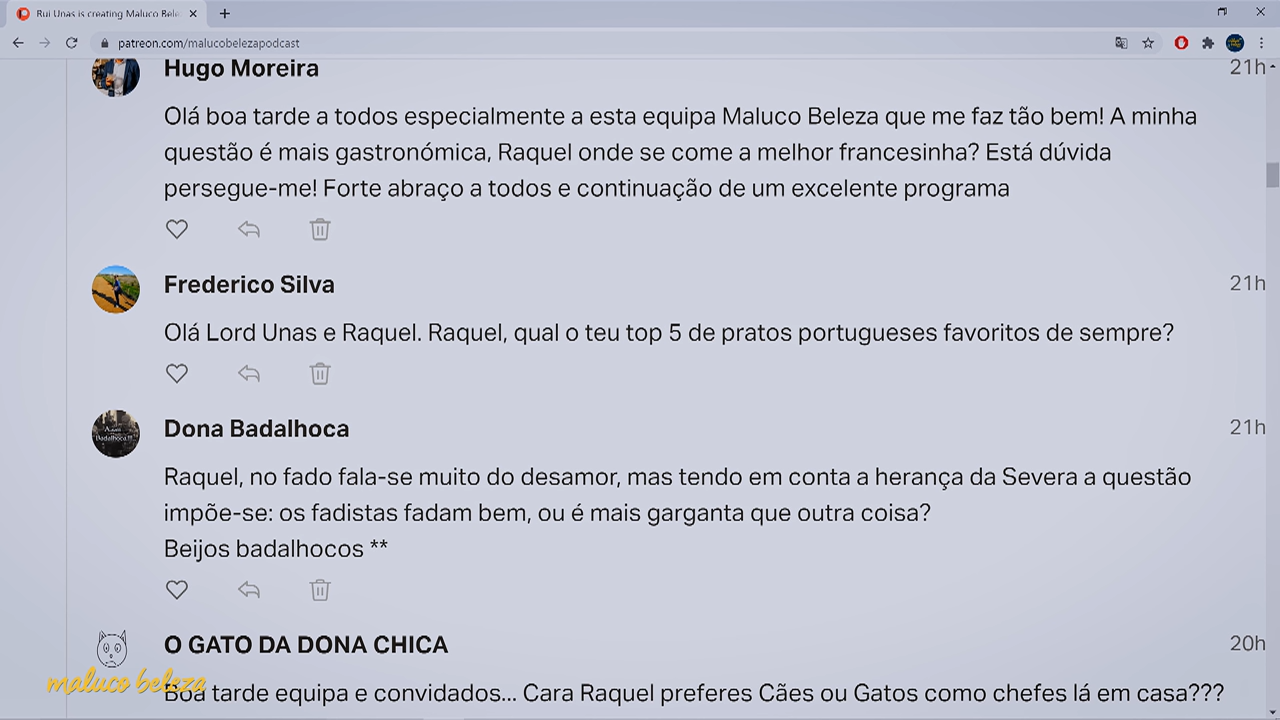 Rui Unas is creating Maluco Bele
patreon.com/malucobelezapodcast
Hugo Moreira
21h
Olá boa tarde a todos especialmente a esta equipa Maluco Beleza que me faz tão bem! A minha
questão é mais gastronómica, Raquel onde se come a melhor francesinha? Está dúvida
persegue-me! Forte abraço a todos e continuação de um excelente programa
Frederico Silva
21h
Olá Lord Unas e Raquel. Raquel, qual o teu top 5 de pratos portugueses favoritos de sempre?
Dona Badalhoca
21h
Raquel, no fado fala-se muito do desamor, mas tendo em conta a herança da Severa a questão
impõe-se: os fadistas fadam bem, ou é mais garganta que outra coisa?
Beijos badalhocos **
O GATO DA DONA CHICA
20h
Boa tarde equipa e convidados... Cara Raquel preferes Cães ou Gatos como chefes lá em casa???
maluco beleza